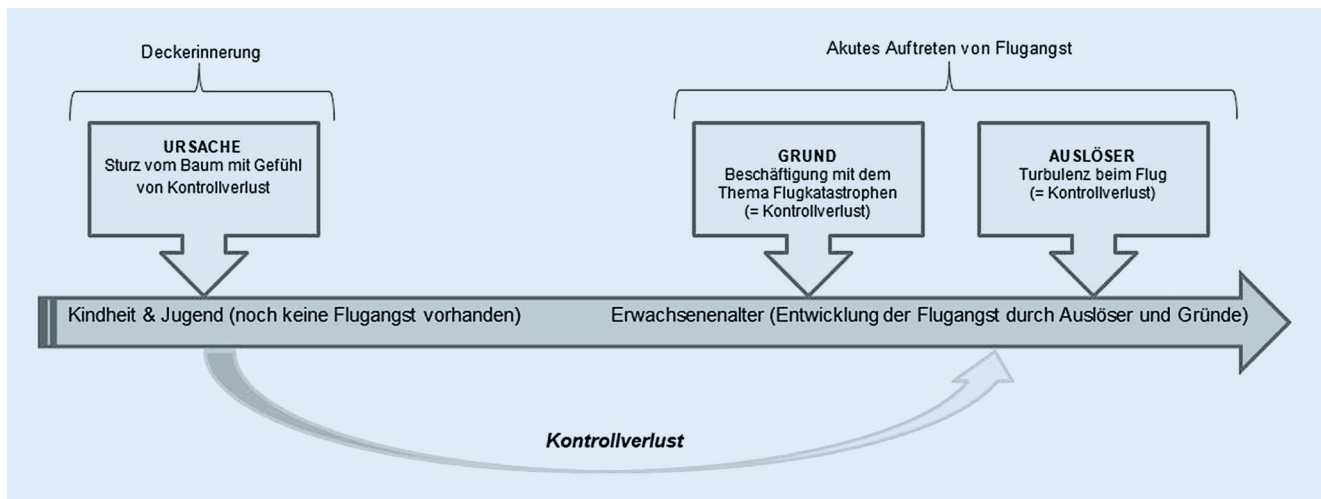 Deckerinnerung
Akutes Auftreten von Flugangst
URSACHE
Sturz vom Baum mit Gefühl
von Kontrollverlust
GRUND
Beschäftigung mit dem
Thema Flugkatastrophen
(= Kontrollverlust)
AUSLÖSER
Turbulenz beim Flug
(= Kontrollverlust)
Kindheit & Jugend (noch keine Flugangst vorhanden)
Erwachsenenalter (Entwicklung der Flugangst durch Auslöser und Gründe)
Kontrollverlust